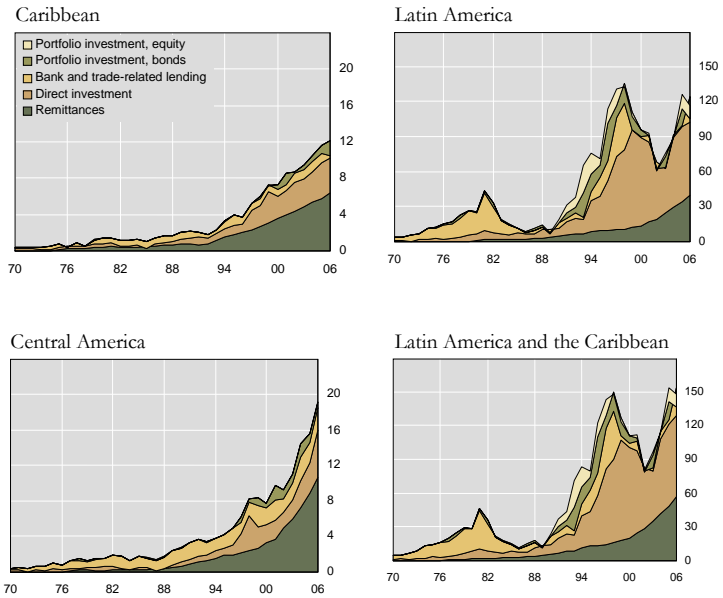 Caribbean
Portfolio investment, equity
Portfolio investment, bonds
Bank and trade-related lending
Direct investment
Remittances
20
16
12
8
4
0
70 76 82 88 94 00 06
Latin America
150
120
90
60
30
0
70 76 82 88 94 00 06
Central America
20
16
12
8
4
0
70 76 82 88 94 00 06
Latin America and the Caribbean
150
120
90
60
30
0
70 76 82 88 94 00 06